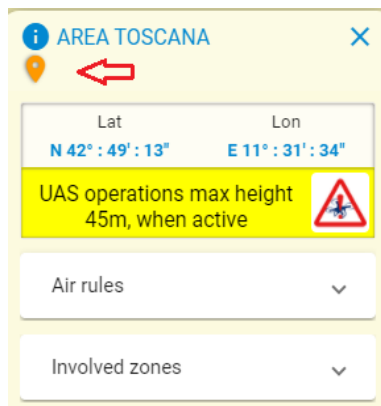 i AREA TOSCANA
Lat Lon
N 42° : 49' : 13" E 11° : 31' : 34"
UAS operations max height
45m, when active
Air rules
Involved zones